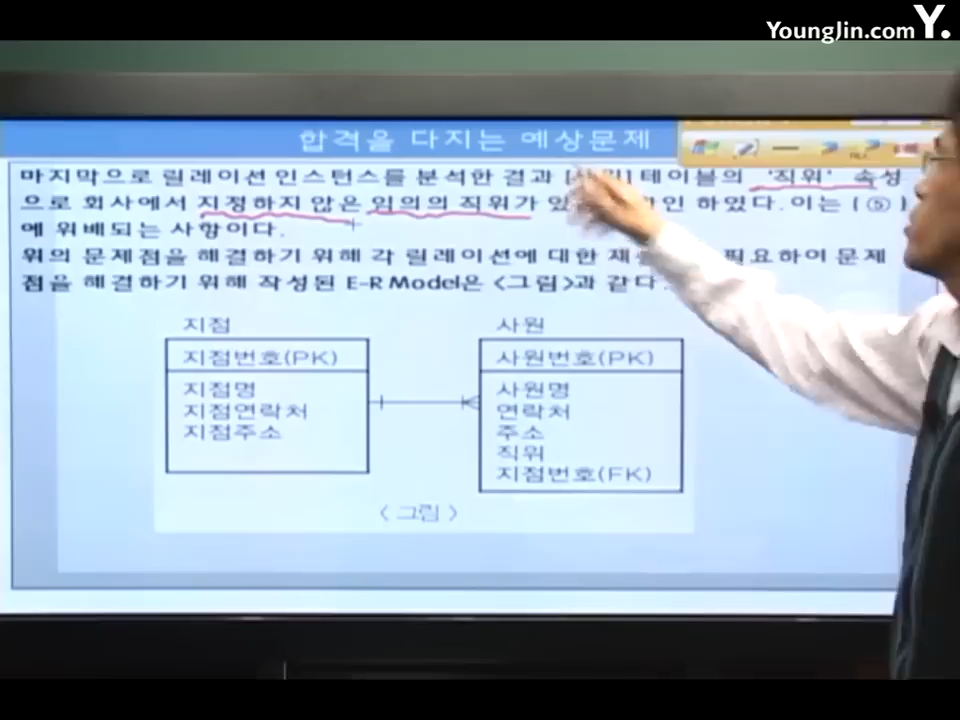 YoungJin.com Y.
합격을 다지는 예상문제
마지막으로 릴레이션 인스턴스를 분석한 결과 [사원] 테이블의 '직위' 속성
으로 회사에서 지정하지 않은 임의의 직위가 있 인 하였다. 이는 ( ⑤ )
에 위배되는 사항이다.
위의 문제점을 해결하기 위해 각 릴레이션에 대한 재 필요하여 문제
점을 해결하기 위해 작성된 E-R Model은 <그림>과 같다.
지점
사원
지점번호(PK)
사원번호(PK)
지점명
사원명
지점연락처
연락처
지점주소
주소
직위
지점번호(FK)
<그림>